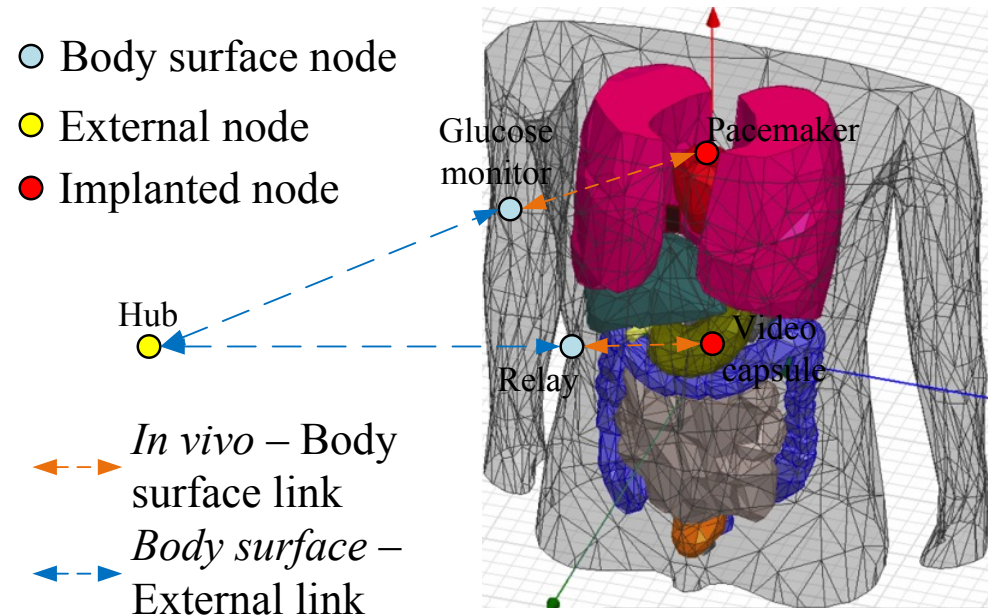 Body surface node
External node
Implanted node
Glucose
monitor
Pacemaker
Hub
Relay
Video
capsule
In vivo – Body
surface link
Body surface –
External link